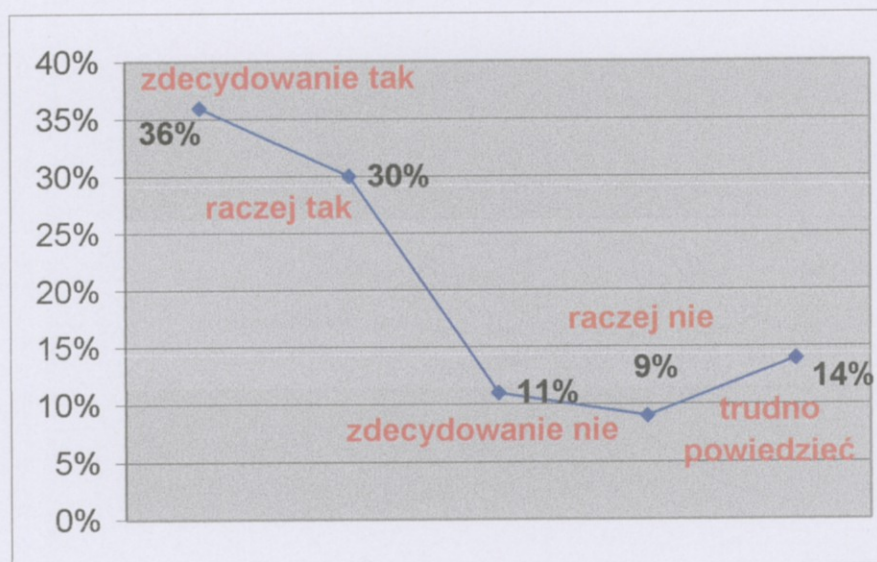 40%
zdecydowanie tak
35%
36%
30%
30%
raczej tak
25%
20%
raczej nie
15%
9%
14%
11%
10%
trudno
zdecydowanie nie
powiedzieć
5%
0%